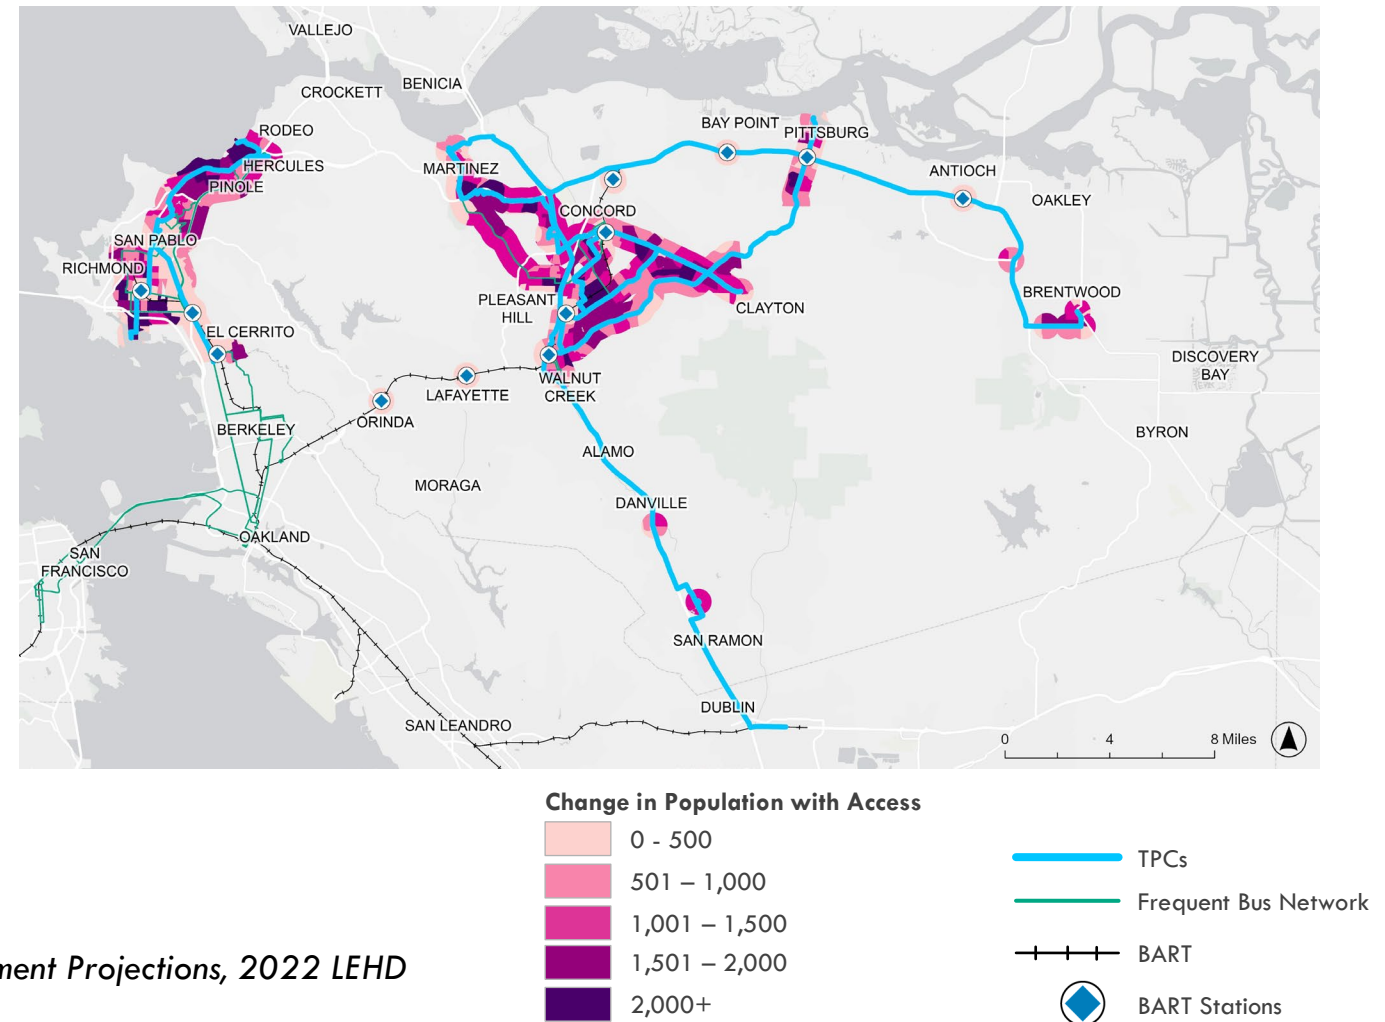 VALLEJO
BENICIA
CROCKETT
RODEO
BAY POINT
PITTSBURG
HERCULES
MARTINEZ
ANTIOCH
PINOLE
OAKLEY
CONCORD
SAN PABLO
RICHMOND
BRENTWOOD
PLEASANT
HILL
CLAYTON
EL CERRITO
DISCOVERY
BAY
WALNUT
CREEK
LAFAYETTE
ORINDA
BERKELEY
BYRON
ALAMO
MORAGA
DANVILLE
OAKLAND
SAN
FRANCISCO
SAN RAMON
DUBLIN
SAN LEANDRO
0 4 8 Miles
Change in Population with Access
0 - 500
501 – 1,000
1,001 – 1,500
1,501 – 2,000
2,000+
TPCs
Frequent Bus Network
BART
BART Stations
ment Projections, 2022 LEHD